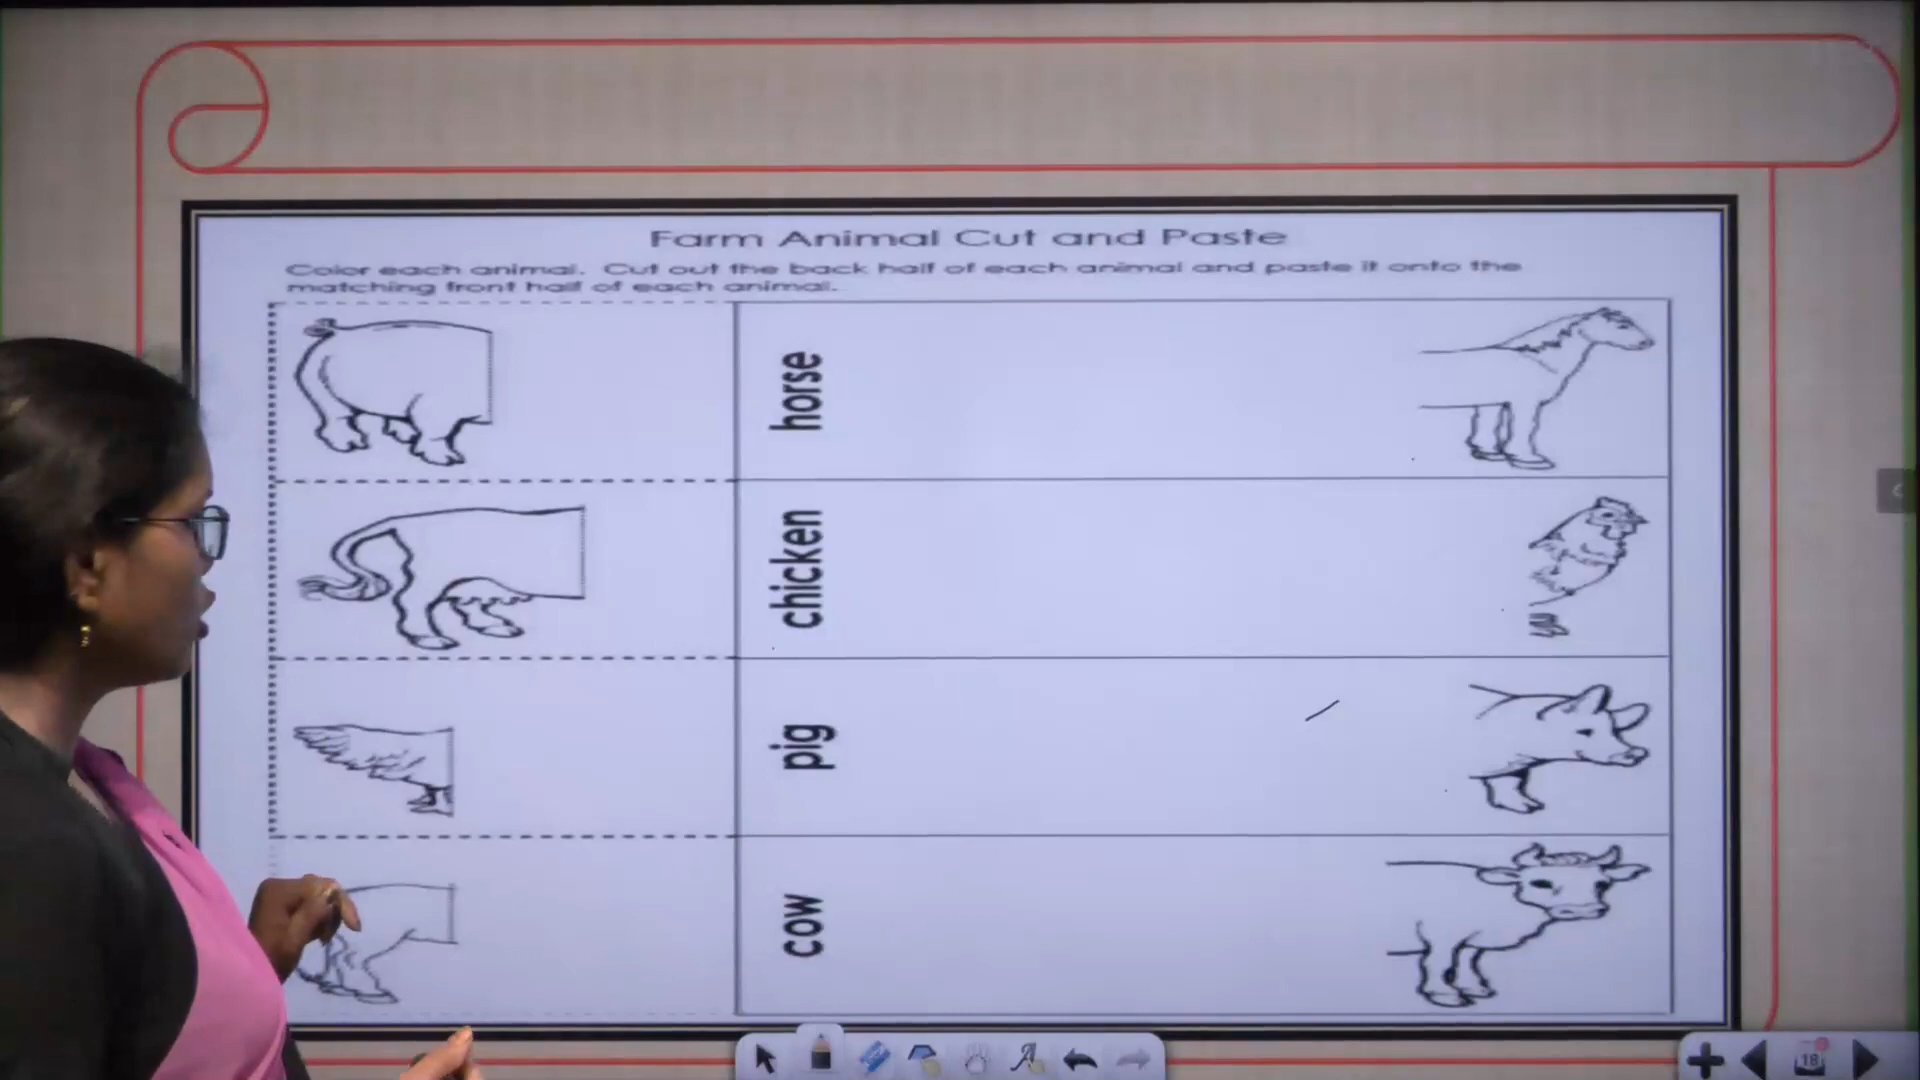 Farm Animal Cut and Paste
Color each animal. Cut out the back half of each animal and paste it onto the
matching front half of each animal.
horse
chicken
pig
cow
18